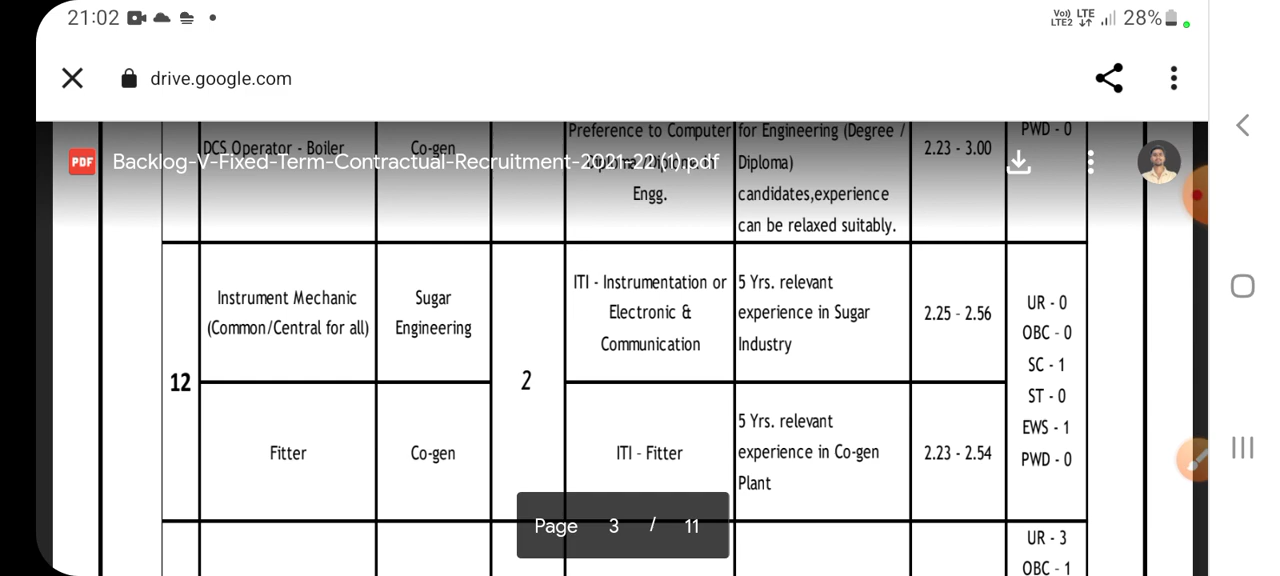 21:02
Vo)) LTE
LTE2
28%
drive.google.com
PDF
Backlog-V-Fixed-Term-Contractual-Recruitment-2021-22 (1).pdf
DCS Operator - Boiler
Co-gen
Preference to Computer
Engg.
for Engineering (Degree /
Diploma)
candidates,experience
can be relaxed suitably.
2.23 - 3.00
PWD - 0
12
Instrument Mechanic
(Common/Central for all)
Sugar
Engineering
2
ITI - Instrumentation or
Electronic &
Communication
5 Yrs. relevant
experience in Sugar
Industry
2.25 - 2.56
UR - 0
OBC - 0
SC - 1
ST - 0
EWS - 1
PWD - 0
Fitter
Co-gen
ITI - Fitter
5 Yrs. relevant
experience in Co-gen
Plant
2.23 - 2.54
Page 3 / 11
UR - 3
OBC - 1